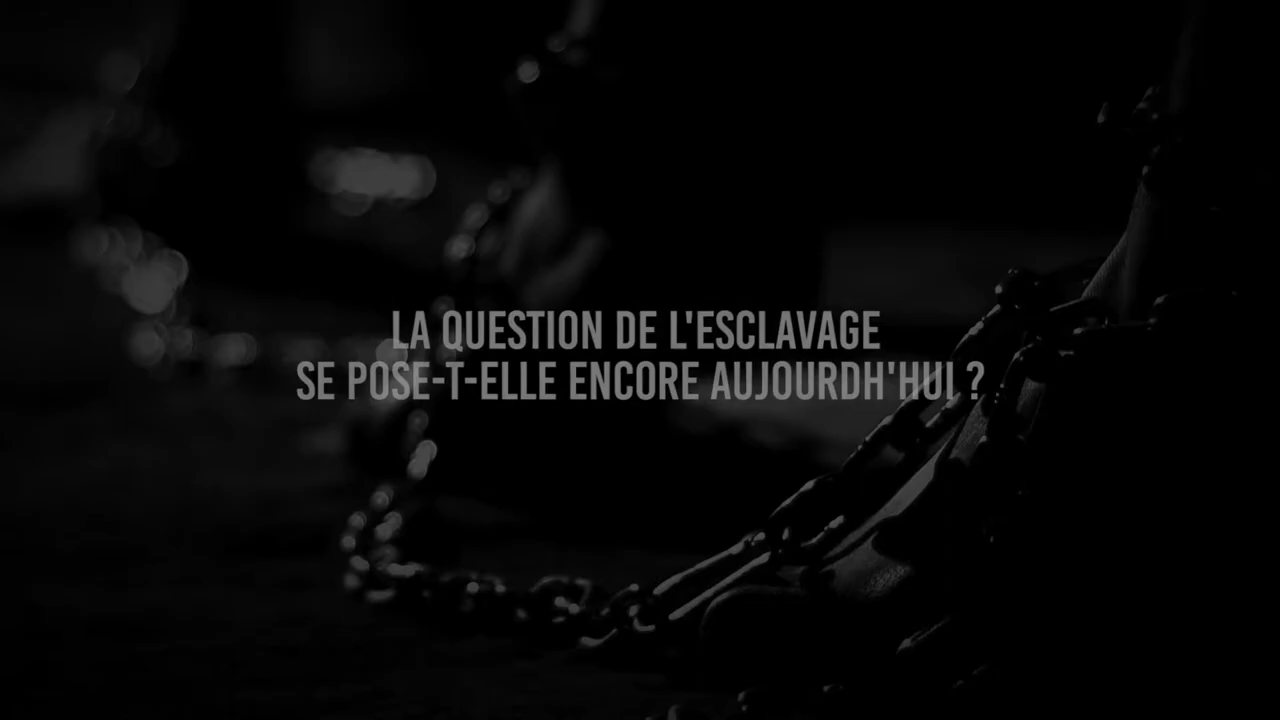 LA QUESTION DE L'ESCLAVAGE
SE POSE-T-ELLE ENCORE AUJOURDH'HUI ?